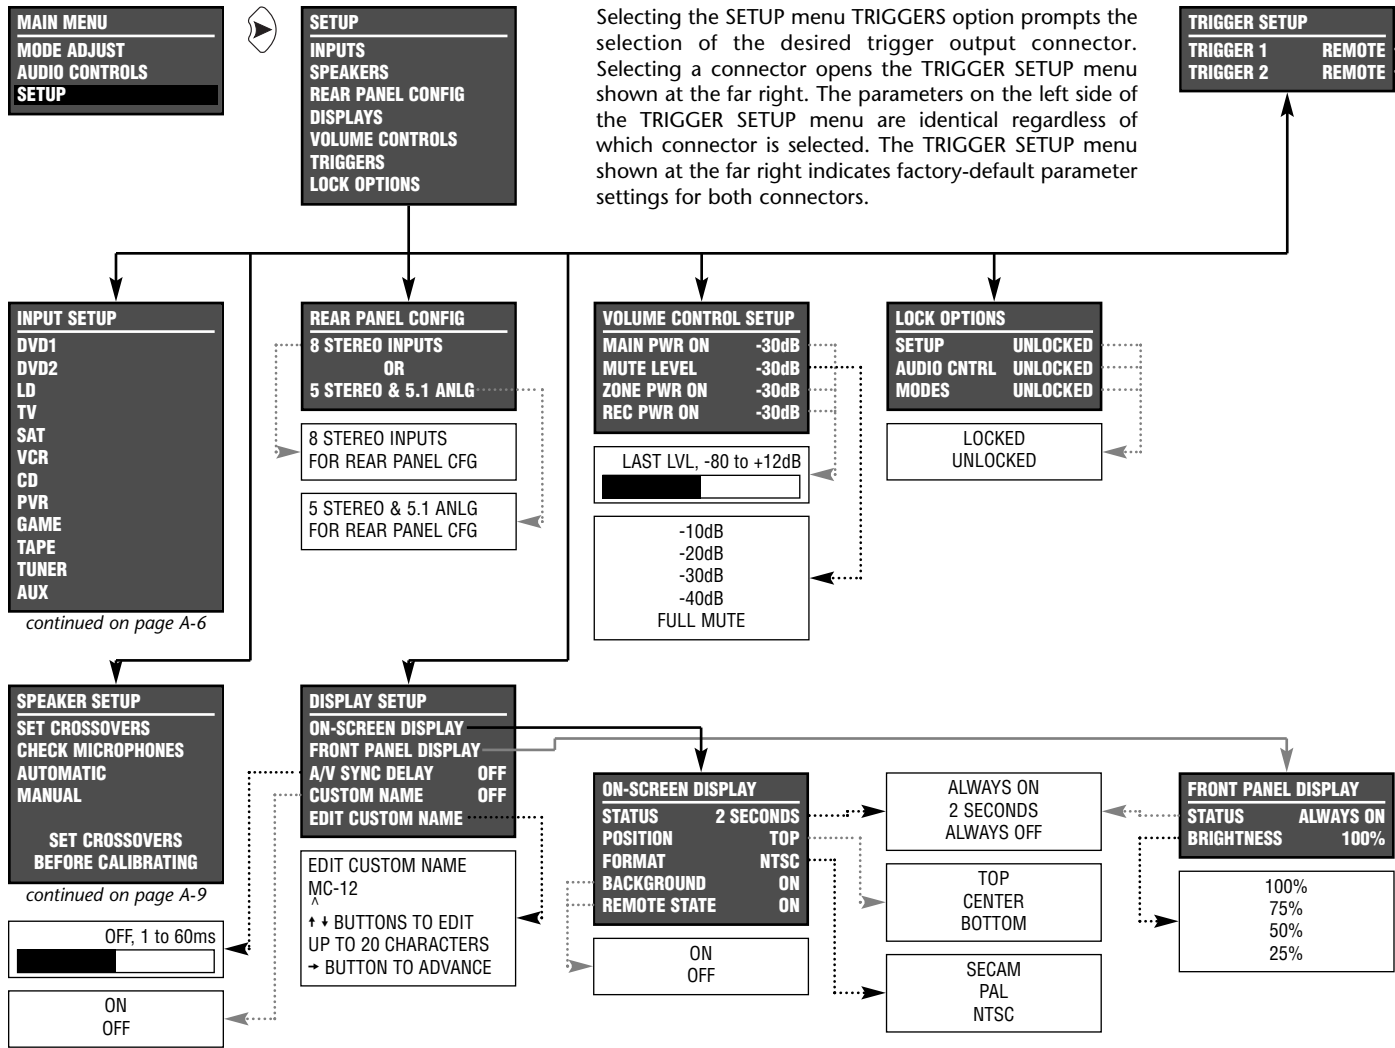 MAIN MENU
MODE ADJUST
AUDIO CONTROLS
SETUP
SETUP
INPUTS
SPEAKERS
REAR PANEL CONFIG
DISPLAYS
VOLUME CONTROLS
TRIGGERS
LOCK OPTIONS
Selecting the SETUP menu TRIGGERS option prompts the
selection of the desired trigger output connector.
Selecting a connector opens the TRIGGER SETUP menu
shown at the far right. The parameters on the left side of
the TRIGGER SETUP menu are identical regardless of
which connector is selected. The TRIGGER SETUP menu
shown at the far right indicates factory-default parameter
settings for both connectors.
TRIGGER SETUP
TRIGGER 1 REMOTE
TRIGGER 2 REMOTE
INPUT SETUP
DVD1
DVD2
LD
TV
SAT
VCR
CD
PVR
GAME
TAPE
TUNER
AUX
continued on page A-6
REAR PANEL CONFIG
8 STEREO INPUTS
OR
5 STEREO & 5.1 ANLG
8 STEREO INPUTS
FOR REAR PANEL CFG
5 STEREO & 5.1 ANLG
FOR REAR PANEL CFG
VOLUME CONTROL SETUP
MAIN PWR ON -30dB
MUTE LEVEL -30dB
ZONE PWR ON -30dB
REC PWR ON -30dB
LAST LVL, -80 to +12dB
-10dB
-20dB
-30dB
-40dB
FULL MUTE
LOCK OPTIONS
SETUP UNLOCKED
AUDIO CNTRL UNLOCKED
MODES UNLOCKED
LOCKED
UNLOCKED
SPEAKER SETUP
SET CROSSOVERS
CHECK MICROPHONES
AUTOMATIC
MANUAL
SET CROSSOVERS
BEFORE CALIBRATING
continued on page A-9
OFF, 1 to 60ms
ON
OFF
DISPLAY SETUP
ON-SCREEN DISPLAY
FRONT PANEL DISPLAY
A/V SYNC DELAY OFF
CUSTOM NAME OFF
EDIT CUSTOM NAME
EDIT CUSTOM NAME
MC-12
^
↑ ↓ BUTTONS TO EDIT
UP TO 20 CHARACTERS
→ BUTTON TO ADVANCE
ON-SCREEN DISPLAY
STATUS 2 SECONDS
POSITION TOP
FORMAT NTSC
BACKGROUND ON
REMOTE STATE ON
ON
OFF
ALWAYS ON
2 SECONDS
ALWAYS OFF
TOP
CENTER
BOTTOM
SECAM
PAL
NTSC
FRONT PANEL DISPLAY
STATUS ALWAYS ON
BRIGHTNESS 100%
100%
75%
50%
25%